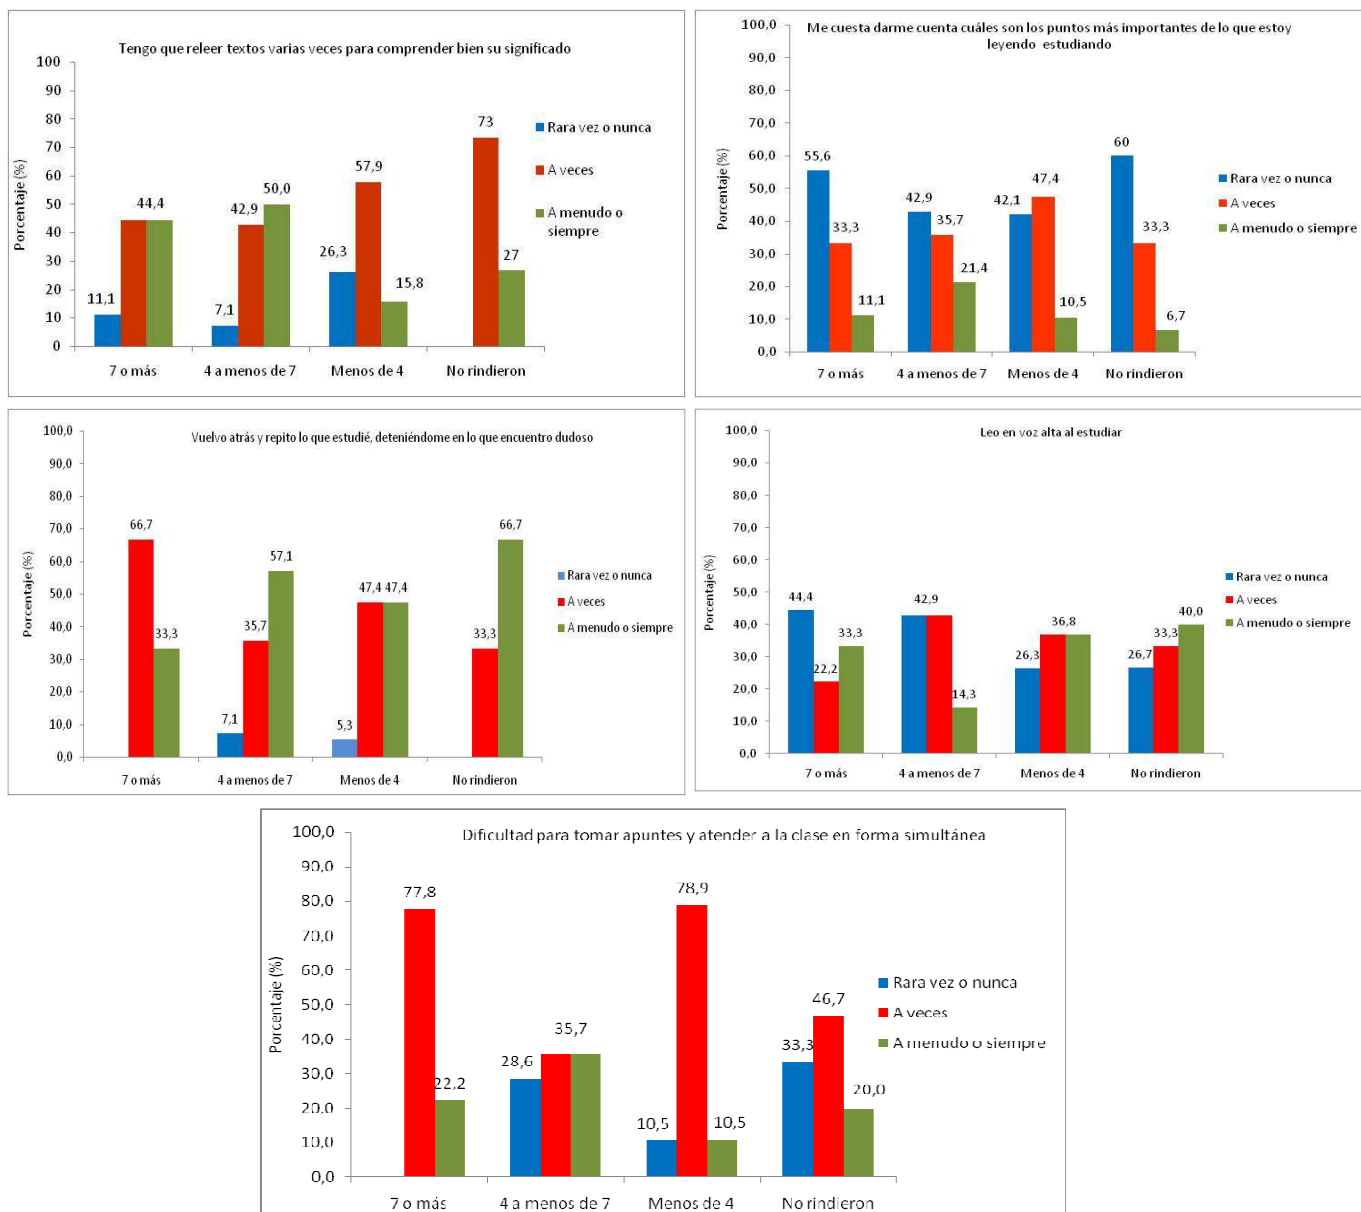 Tengo que releer textos varias veces para comprender bien su significado
100
90
80
70
60
50
40
30
20
10
0
Porcentaje (%)
11,1
44,4
7,1
42,9
50,0
26,3
57,9
15,8
73
27
7 o más
4 a menos de 7
Menos de 4
No rindieron
Rara vez o nunca
A veces
A menudo o
siempre
Me cuesta darme cuenta cuáles son los puntos más importantes de lo que estoy
leyendo estudiando
100,0
90,0
80,0
70,0
60,0
50,0
40,0
30,0
20,0
10,0
0,0
Porcentaje (%)
55,6
33,3
11,1
42,9
35,7
21,4
42,1
47,4
10,5
60
33,3
6,7
7 o más
4 a menos de 7
Menos de 4
No rindieron
Rara vez o nunca
A veces
A menudo o siempre
Vuelvo atrás y repito lo que estudié, deteniéndome en lo que encuentro dudoso
100,0
90,0
80,0
70,0
60,0
50,0
40,0
30,0
20,0
10,0
0,0
Porcentaje (%)
66,7
33,3
7,1
35,7
57,1
5,3
47,4
47,4
33,3
66,7
7 o más
4 a menos de 7
Menos de 4
No rindieron
Rara vez o nunca
A veces
A menudo o siempre
Leo en voz alta al estudiar
100,0
90,0
80,0
70,0
60,0
50,0
40,0
30,0
20,0
10,0
0,0
Porcentaje (%)
44,4
22,2
33,3
42,9
14,3
26,3
36,8
26,7
33,3
40,0
7 o más
4 a menos de 7
Menos de 4
No rindieron
Rara vez o nunca
A veces
A menudo o siempre
Dificultad para tomar apuntes y atender a la clase en forma simultánea
100,0
90,0
80,0
70,0
60,0
50,0
40,0
30,0
20,0
10,0
0,0
Porcentaje (%)
77,8
22,2
28,6
35,7
10,5
78,9
10,5
33,3
46,7
20,0
7 o más
4 a menos de 7
Menos de 4
No rindieron
Rara vez o nunca
A veces
A menudo o siempre